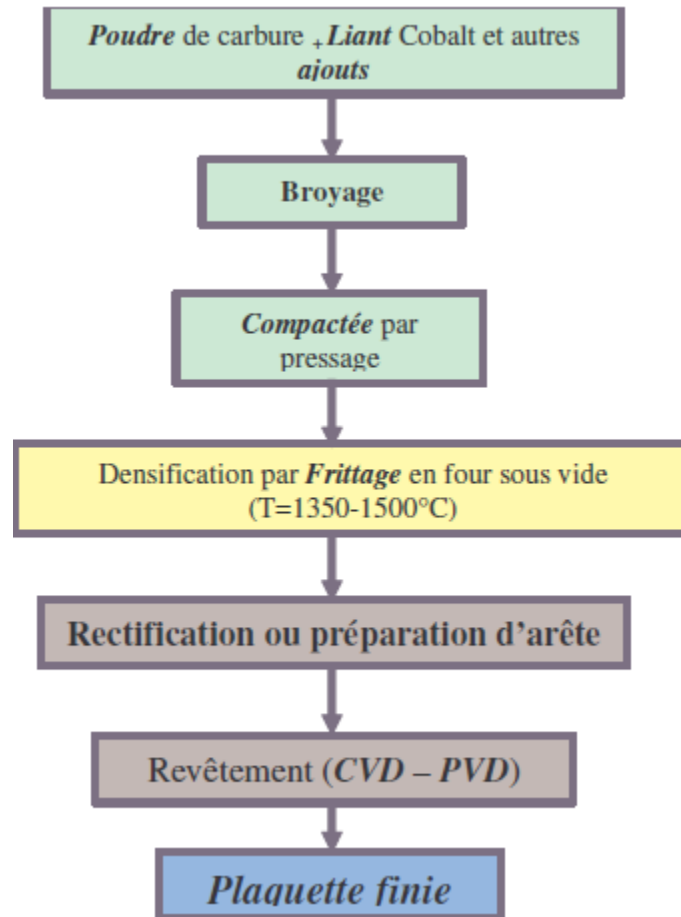 Poudre de carbure + Liant Cobalt et autres
ajouts
Broyage
Compactée par
pressage
Densification par Frittage en four sous vide
(T=1350-1500°C)
Rectification ou préparation d’arête
Revêtement (CVD – PVD)
Plaquette finie